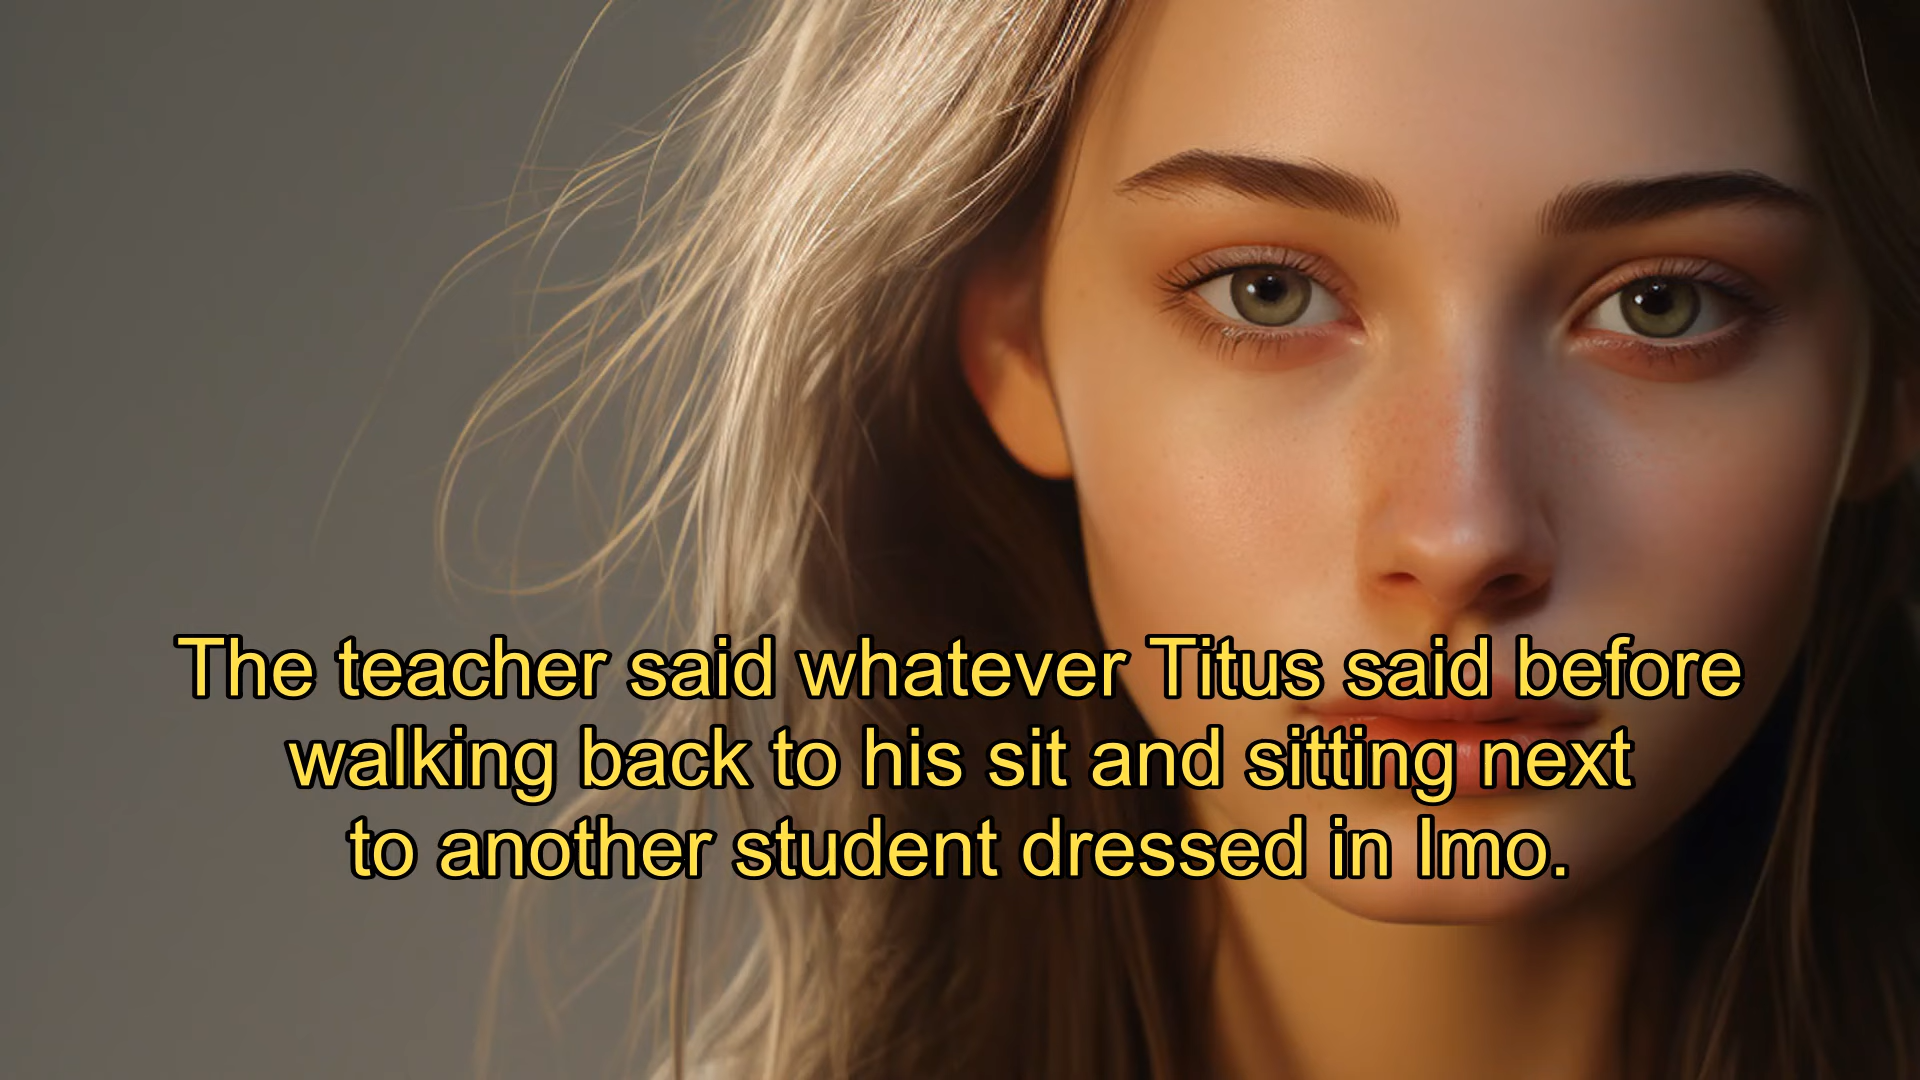 The teacher said whatever Titus said before
walking back to his sit and sitting next
to another student dressed in Imo.